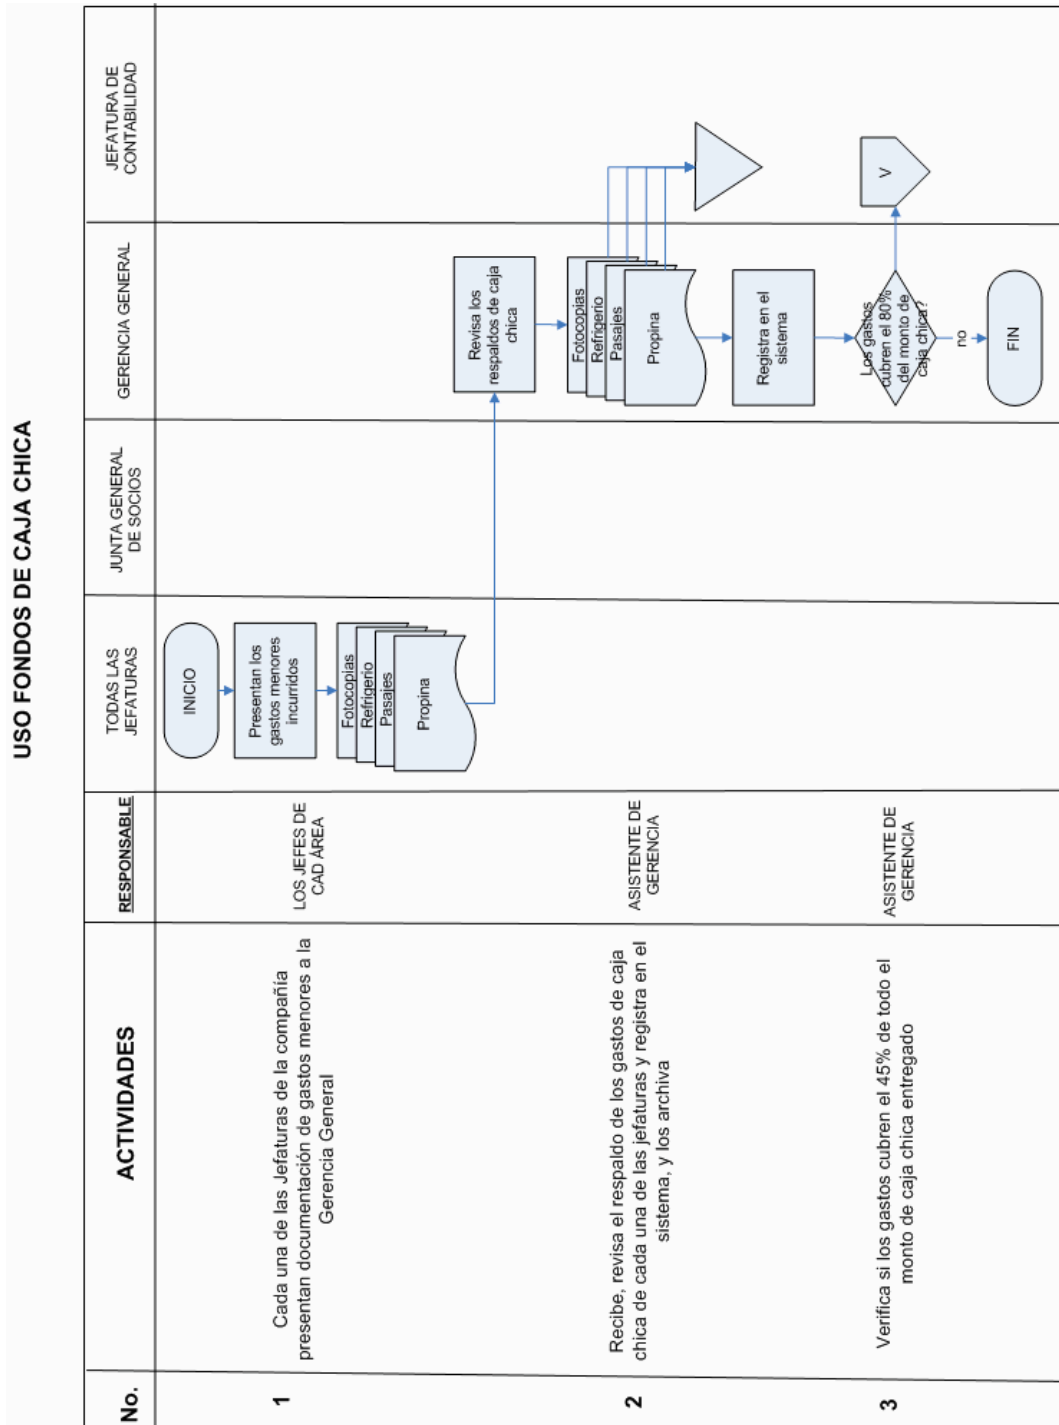 USO FONDOS DE CAJA CHICA
No.
ACTIVIDADES
RESPONSABLE
TODAS LAS
JEFATURAS
JUNTA GENERAL
DE SOCIOS
GERENCIA GENERAL
JEFATURA DE
CONTABILIDAD
1
Cada una de las Jefaturas de la compañía
presentan documentación de gastos menores a la
Gerencia General
LOS JEFES DE
CAD ÁREA
INICIO
Presentan los
gastos menores
incurridos
Fotocopias
Refrigerio
Pasajes
Propina
2
Recibe, revisa el respaldo de los gastos de caja
chica de cada una de las jefaturas y registra en el
sistema, y los archiva
ASISTENTE DE
GERENCIA
Revisa los
respaldos de caja
chica
Fotocopias
Refrigerio
Pasajes
Propina
Registra en el
sistema
3
Verifica si los gastos cubren el 45% de todo el
monto de caja chica entregado
ASISTENTE DE
GERENCIA
Los gastos
cubren el 80%
del monto de
caja chica?
V
no
FIN